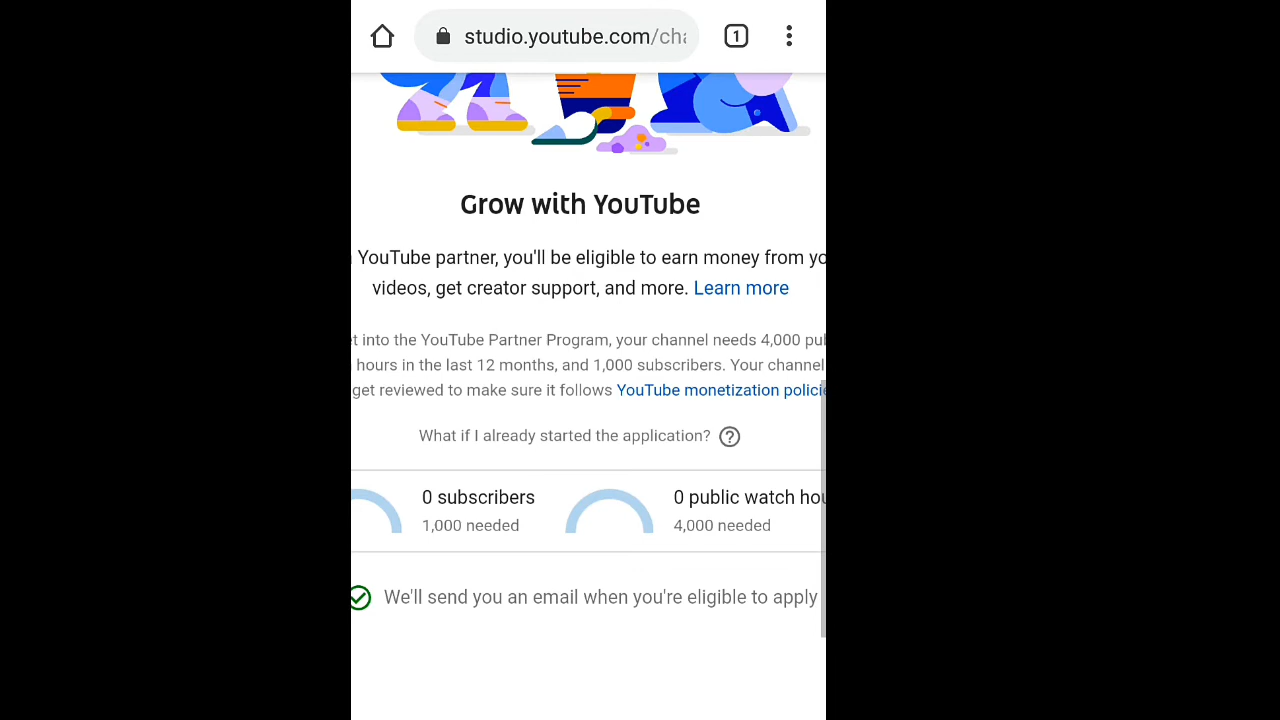 studio.youtube.com/cha
1
Grow with YouTube
YouTube partner, you'll be eligible to earn money from yo
videos, get creator support, and more. Learn more
t into the YouTube Partner Program, your channel needs 4,000 pul
hours in the last 12 months, and 1,000 subscribers. Your channel
get reviewed to make sure it follows YouTube monetization policie
What if I already started the application? ?
0 subscribers 0 public watch hou
1,000 needed 4,000 needed
We'll send you an email when you're eligible to apply